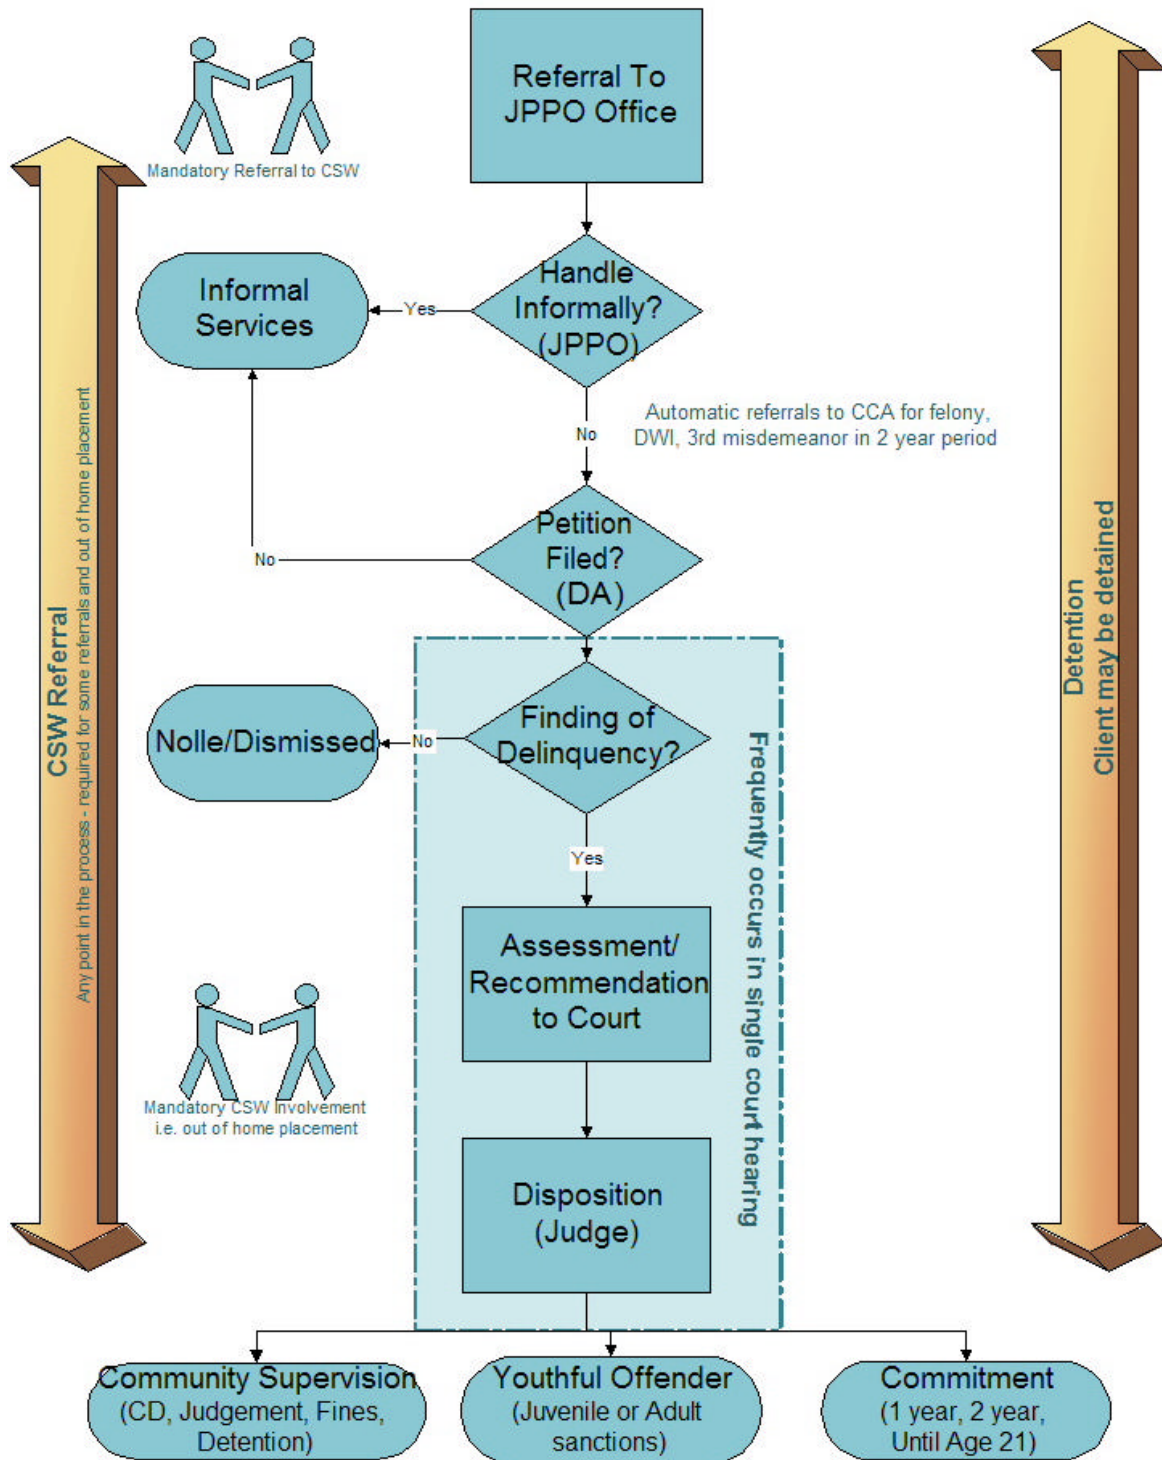 Referral To
JPPO Office
Mandatory Referral to CSW
Handle
Informally?
(JPPO)
Yes
Informal
Services
No
Automatic referrals to CCA for felony,
DWI, 3rd misdemeanor in 2 year period
Petition
Filed?
(DA)
No
Finding of
Delinquency?
No
Nolle/Dismissed
Yes
Assessment/
Recommendation
to Court
Mandatory CSW Involvement
i.e. out of home placement
Disposition
(Judge)
Frequently occurs in single court hearing
CSW Referral
Any point in the process - required for some referrals and out of home placement
Detention
Client may be detained
Community Supervision
(CD, Judgement, Fines,
Detention)
Youthful Offender
(Juvenile or Adult
sanctions)
Commitment
(1 year, 2 year,
Until Age 21)